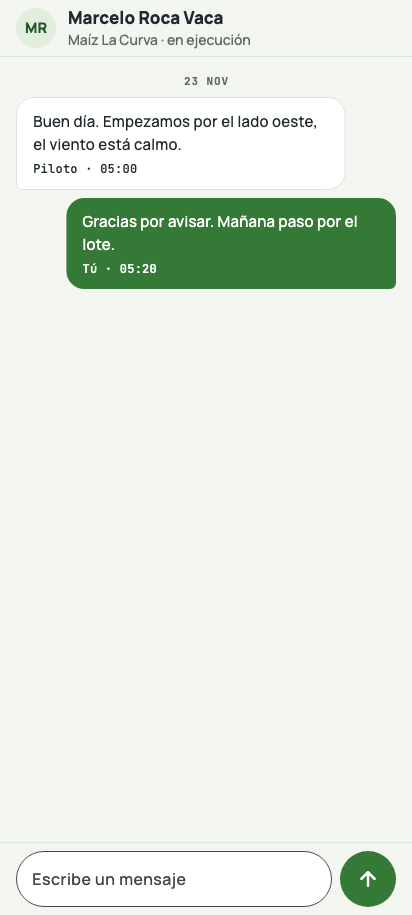 MR
Marcelo Roca Vaca
Maíz La Curva · en ejecución
23 NOV
Buen día. Empezamos por el lado oeste,
el viento está calmo.
Piloto · 05:00
Gracias por avisar. Mañana paso por el
lote.
Tú · 05:20
Escribe un mensaje